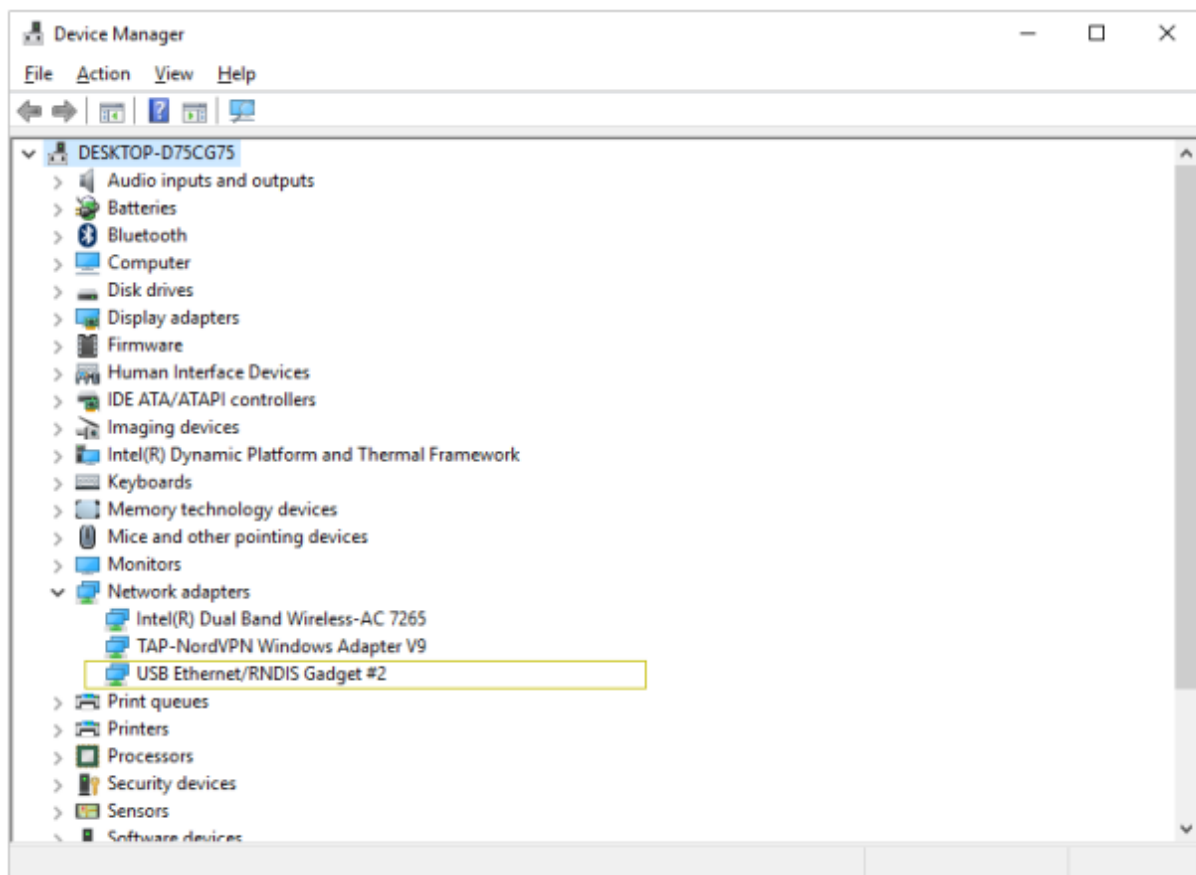 Device Manager
File Action View Help
DESKTOP-D75CG75
Audio inputs and outputs
Batteries
Bluetooth
Computer
Disk drives
Display adapters
Firmware
Human Interface Devices
IDE ATA/ATAPI controllers
Imaging devices
Intel(R) Dynamic Platform and Thermal Framework
Keyboards
Memory technology devices
Mice and other pointing devices
Monitors
Network adapters
Intel(R) Dual Band Wireless-AC 7265
TAP-NordVPN Windows Adapter V9
USB Ethernet/RNDIS Gadget #2
Print queues
Printers
Processors
Security devices
Sensors
Software devices